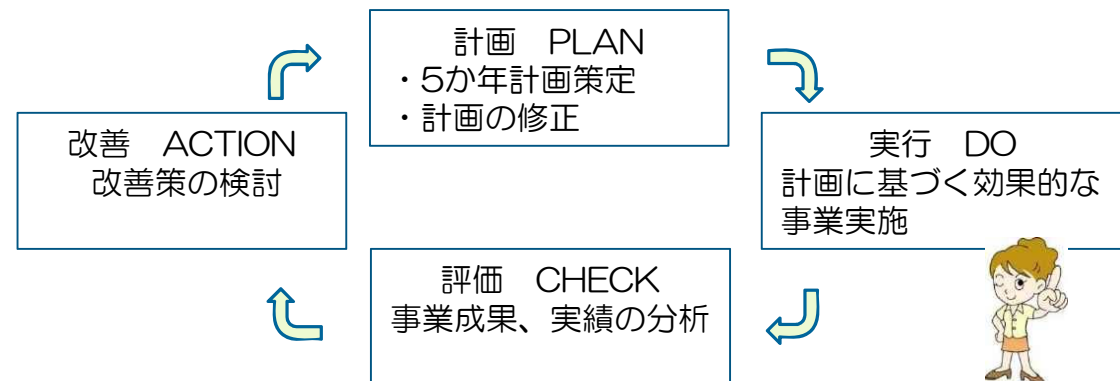 計画　PLAN
・5か年計画策定
・計画の修正
改善　ACTION
改善策の検討
実行　DO
計画に基づく効果的な
事業実施
評価　CHECK
事業成果、実績の分析